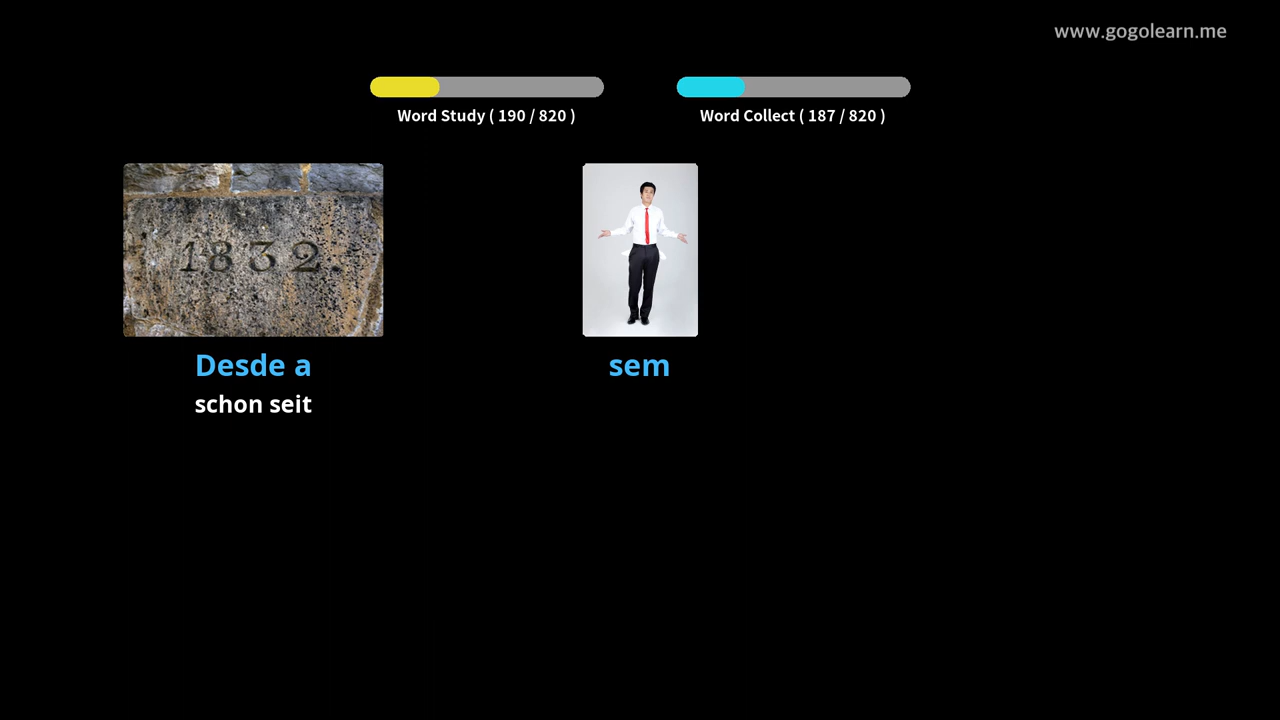 www.gogolearn.me
Word Study ( 190 / 820 )
Word Collect ( 187 / 820 )
1832.
Desde a
sem
schon seit